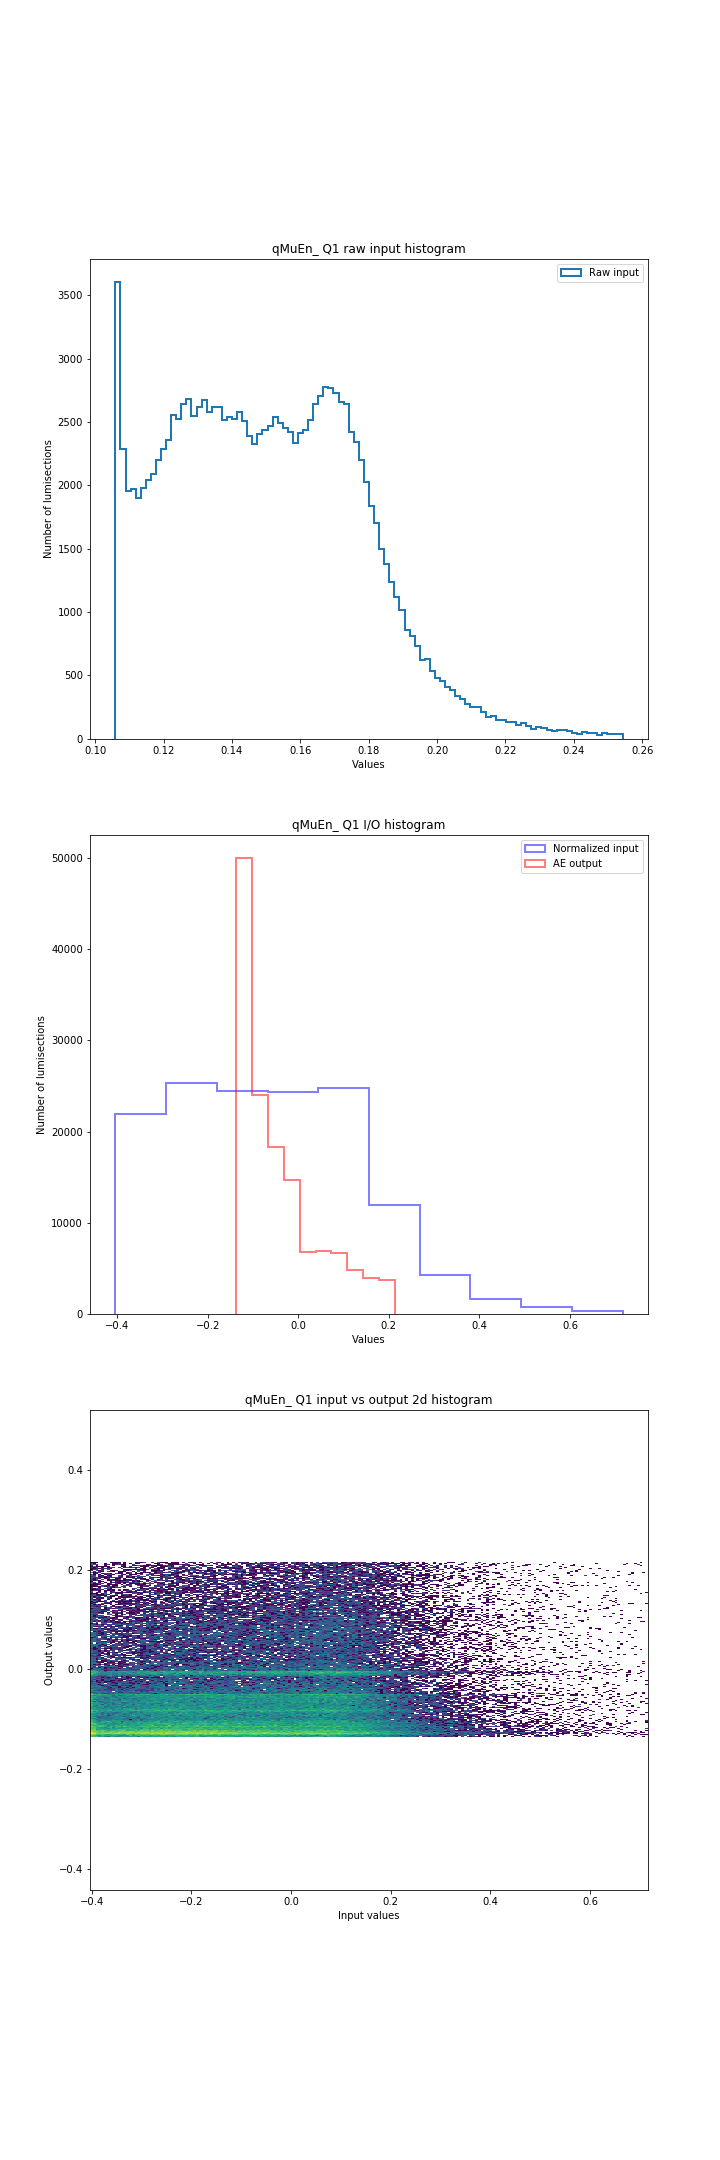 qMuEn_ Q1 raw input histogram
Raw input
3500
3000
2500
2000
1500
1000
500
0
Number of lumisections
0.10 0.12 0.14 0.16 0.18 0.20 0.22 0.24 0.26
Values
qMuEn_ Q1 I/O histogram
Normalized input
AE output
50000
40000
30000
20000
10000
0
Number of lumisections
−0.4 −0.2 0.0 0.2 0.4 0.6
Values
qMuEn_ Q1 input vs output 2d histogram
0.4
0.2
0.0
−0.2
−0.4
Output values
−0.4 −0.2 0.0 0.2 0.4 0.6
Input values